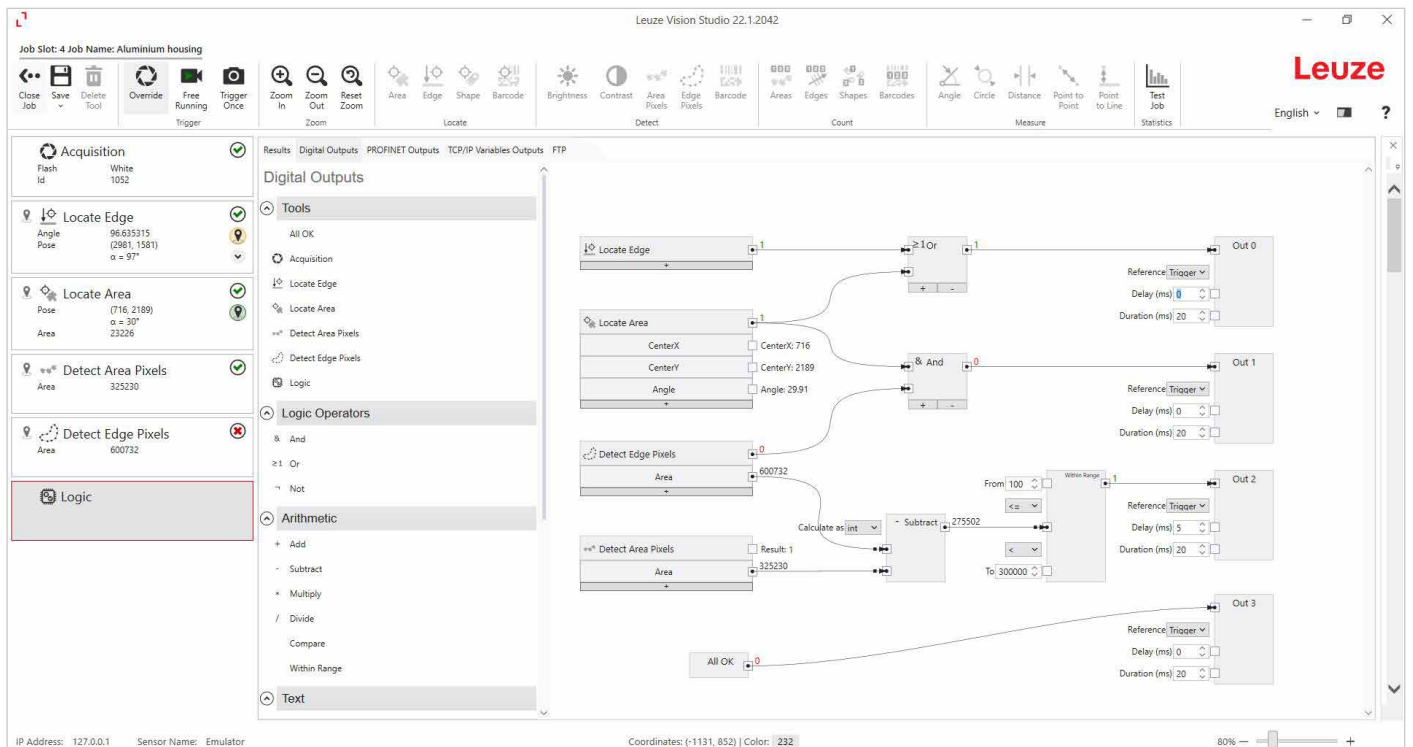 Leuze Vision Studio 22.1.2042
Job Slot: 4 Job Name: Aluminium housing
Leuze
Close Job
Save
Delete Tool
Override
Free Running
Trigger Once
Zoom In
Zoom Out
Reset Zoom
Area
Edge
Shape
Barcode
Brightness
Contrast
Area Pixels
Edge Pixels
Barcode
Areas
Edges
Shapes
Barcodes
Angle
Circle
Distance
Point to Point
Point to Line
Test Job
Trigger
Zoom
Locate
Detect
Count
Measure
Statistics
English
?
Acquisition
Flash White
Id 1052
Locate Edge
Angle 96.635315
Pose (2981, 1581)
α = 97°
Locate Area
Pose (716, 2189)
α = 30°
Area 23226
Detect Area Pixels
Area 325230
Detect Edge Pixels
Area 600732
Logic
Results Digital Outputs PROFINET Outputs TCP/IP Variables Outputs FTP
Digital Outputs
Tools
All OK
Acquisition
Locate Edge
Locate Area
Detect Area Pixels
Detect Edge Pixels
Logic
Logic Operators
& And
≥1 Or
¬ Not
Arithmetic
+ Add
- Subtract
× Multiply
/ Divide
Compare
Within Range
Text
Locate Edge
1
+
≥1 Or
1
+ -
Out 0
Reference Trigger
Delay (ms) 0
Duration (ms) 20
Locate Area
1
CenterX
CenterX: 716
CenterY
CenterY: 2189
Angle
Angle: 29.91
+
& And
0
+ -
Out 1
Reference Trigger
Delay (ms) 0
Duration (ms) 20
Detect Edge Pixels
0
Area
600732
+
Calculate as int
- Subtract
275502
From 100
<=
<
To 300000
Within Range
1
Out 2
Reference Trigger
Delay (ms) 5
Duration (ms) 20
Detect Area Pixels
Result: 1
Area
325230
+
All OK
0
Out 3
Reference Trigger
Delay (ms) 0
Duration (ms) 20
IP Address: 127.0.0.1 Sensor Name: Emulator
Coordinates: (-1131, 852) | Color: 232
80% — +